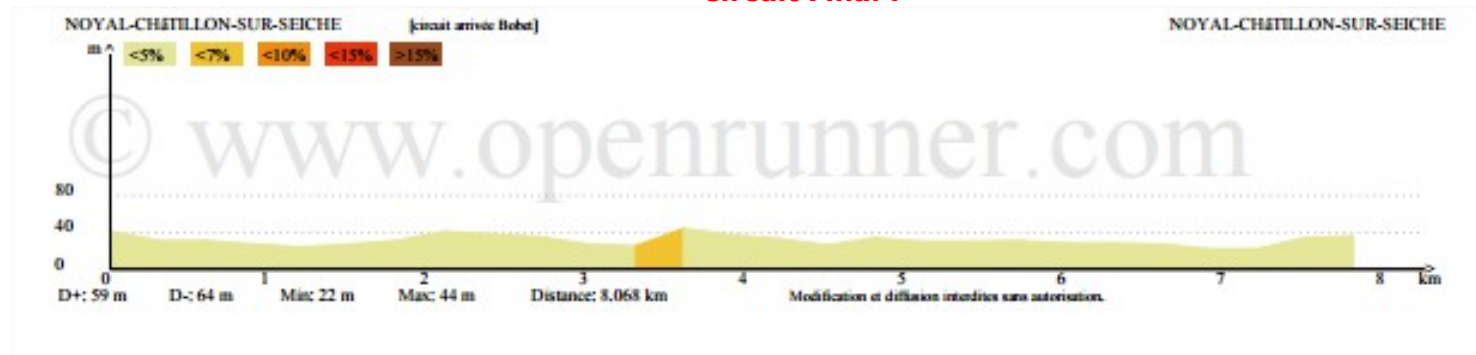 NOYAL-CHâTILLON-SUR-SEICHE [circuit arrivée Bobet] NOYAL-CHâTILLON-SUR-SEICHE
m ^ <5% <7% <10% <15% >15%
© www.openrunner.com
80
40
0
0 1 2 3 4 5 6 7 8 km
D+: 59 m D-: 64 m Min: 22 m Max: 44 m Distance: 8.068 km Modification et diffusion interdites sans autorisation.